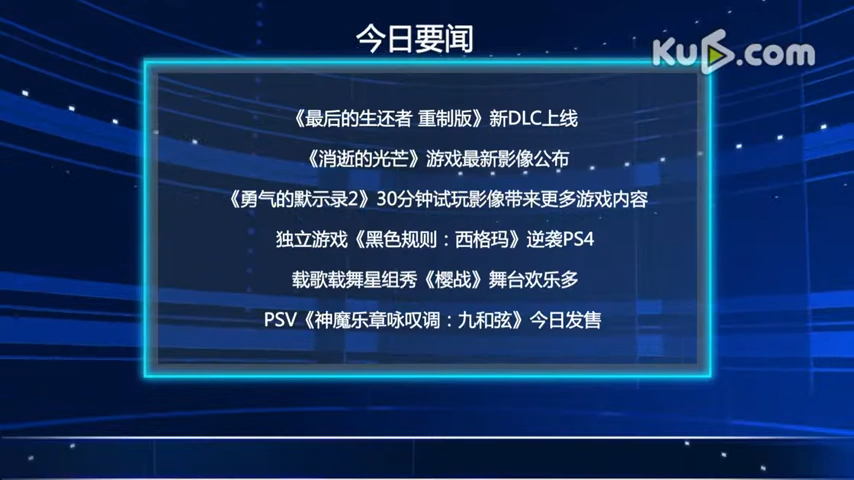 今日要闻
Ku6.com
《最后的生还者 重制版》新DLC上线
《消逝的光芒》游戏最新影像公布
《勇气的默示录2》30分钟试玩影像带来更多游戏内容
独立游戏《黑色规则：西格玛》逆袭PS4
载歌载舞星组秀《樱战》舞台欢乐多
PSV《神魔乐章咏叹调：九和弦》今日发售